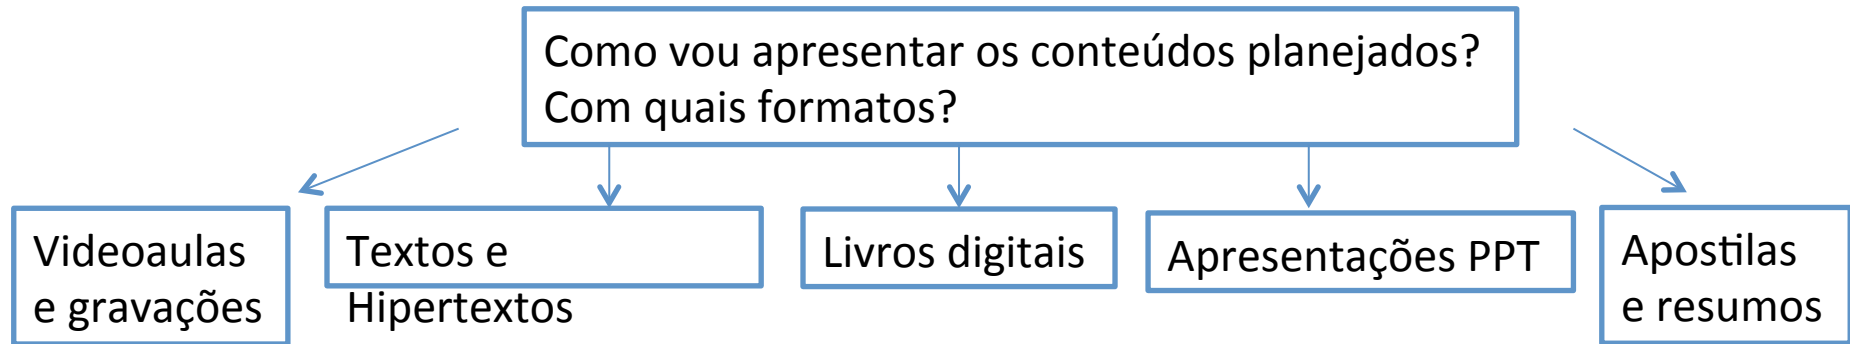 Como vou apresentar os conteúdos planejados?
Com quais formatos?
Videoaulas
e gravações
Textos e
Hipertextos
Livros digitais
Apresentações PPT
Apostilas
e resumos